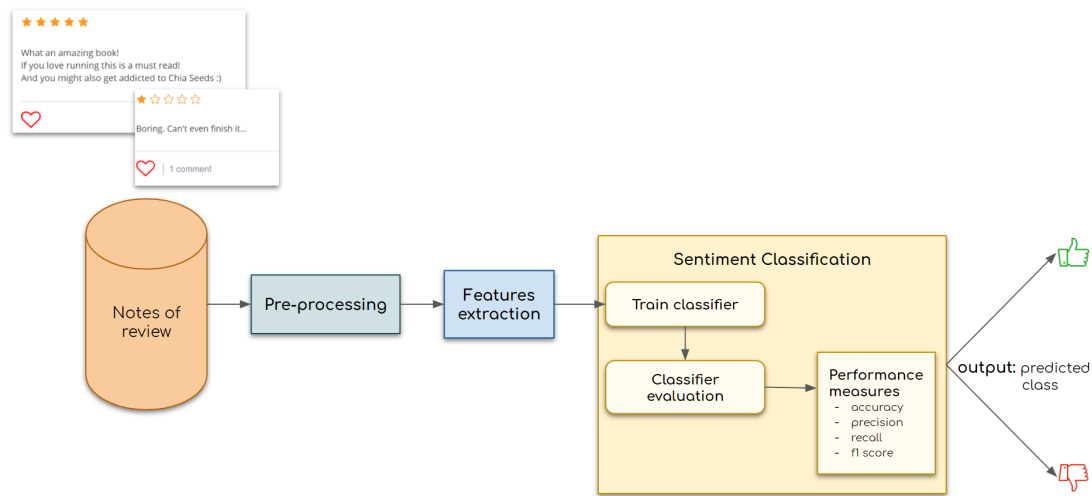 What an amazing book!
If you love running this is a must read!
And you might also get addicted to Chia Seeds :)
Boring. Can't even finish it...
1 comment
Notes of
review
Pre-processing
Features
extraction
Sentiment Classification
Train classifier
Classifier
evaluation
Performance
measures
- accuracy
- precision
- recall
- f1 score
output: predicted
class